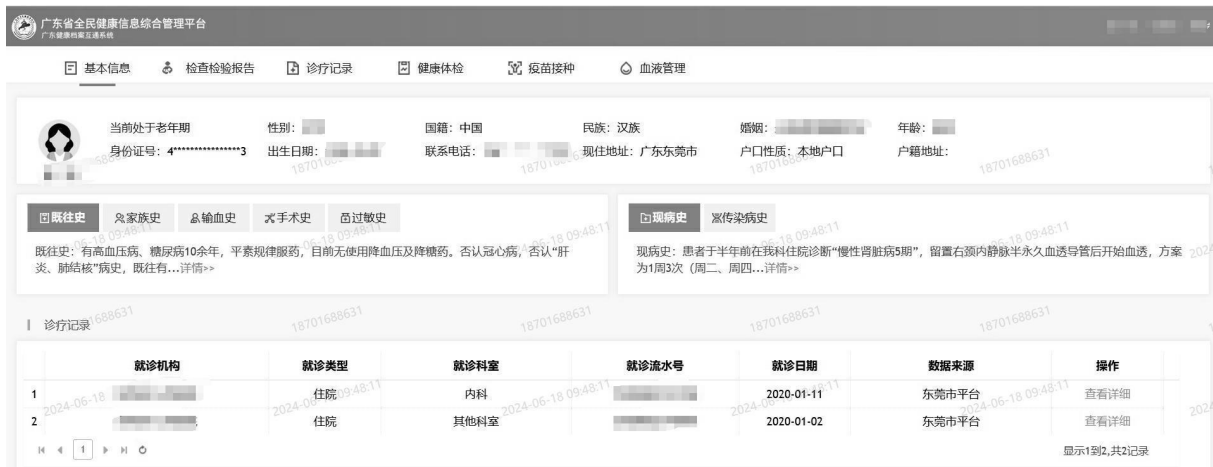 广东省全民健康信息综合管理平台
广东健康档案互通系统
基本信息 检查检验报告 诊疗记录 健康体检 疫苗接种 血液管理
当前处于老年期 性别： 国籍：中国 民族：汉族 婚姻： 年龄：
身份证号：4****************3 出生日期： 联系电话： 现住地址：广东东莞市 户口性质：本地户口 户籍地址：
既往史 家族史 输血史 手术史 过敏史
既往史：有高血压病、糖尿病10余年，平素规律服药，目前无使用降血压及降糖药。否认冠心病，否认“肝
炎、肺结核”病史，既往有...详情>>
现病史 传染病史
现病史：患者于半年前在我科住院诊断“慢性肾脏病5期”，留置右颈内静脉半永久血透导管后开始血透，方案
为1周3次（周二、周四...详情>>
诊疗记录
就诊机构 就诊类型 就诊科室 就诊流水号 就诊日期 数据来源 操作
1 住院 内科 2020-01-11 东莞市平台 查看详细
2 住院 其他科室 2020-01-02 东莞市平台 查看详细
1
显示1到2,共2记录
18701688631
2024-06-18 09:48:11